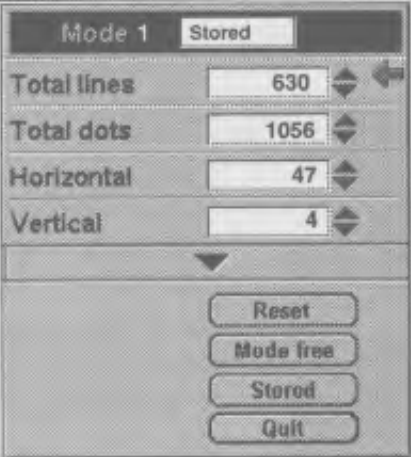 Mode 1 Stored
Total lines 630
Total dots 1056
Horizontal 47
Vertical 4
Reset
Mode free
Stored
Quit